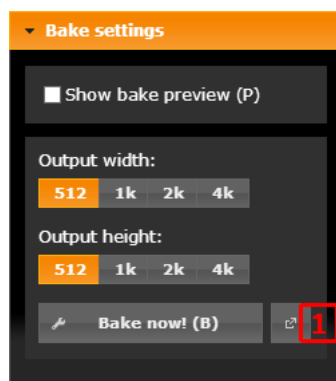 Bake settings
Show bake preview (P)
Output width:
512 1k 2k 4k
Output height:
512 1k 2k 4k
Bake now! (B) 1